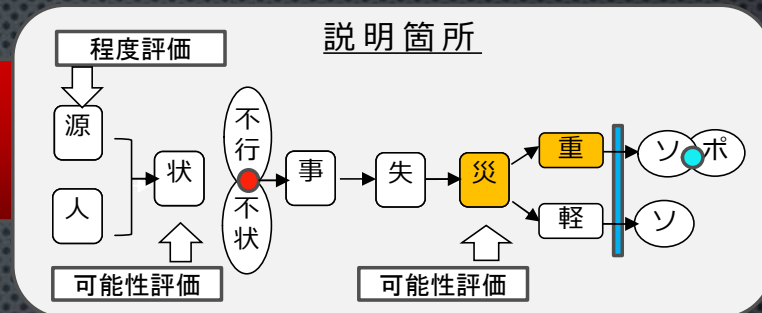 説明箇所
程度評価
源
人
状
不行
不状
事
失
災
重
軽
ソ
ポ
ソ
可能性評価
可能性評価